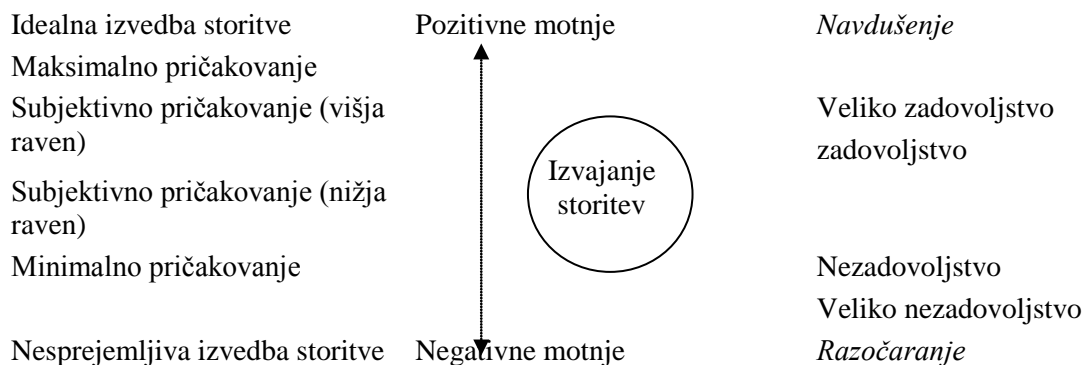 Idealna izvedba storitve Pozitivne motnje Navdušenje
Maksimalno pričakovanje
Subjektivno pričakovanje (višja Veliko zadovoljstvo
raven) zadovoljstvo
Izvajanje
storitev
Subjektivno pričakovanje (nižja
raven)
Minimalno pričakovanje Nezadovoljstvo
Veliko nezadovoljstvo
Nesprejemljiva izvedba storitve Negativne motnje Razočaranje